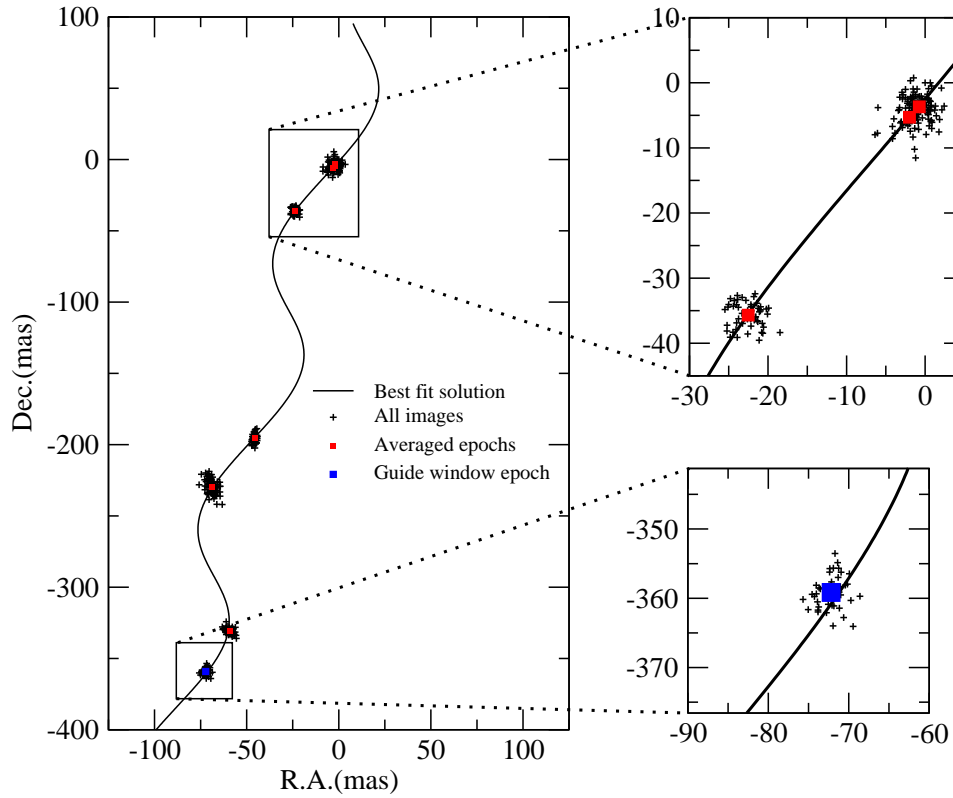 100
0
-100
-200
-300
-400
Dec.(mas)
-100 -50 0 50 100
R.A.(mas)
Best fit solution
All images
Averaged epochs
Guide window epoch
10
0
-10
-20
-30
-40
-30 -20 -10 0
-350
-360
-370
-90 -80 -70 -60